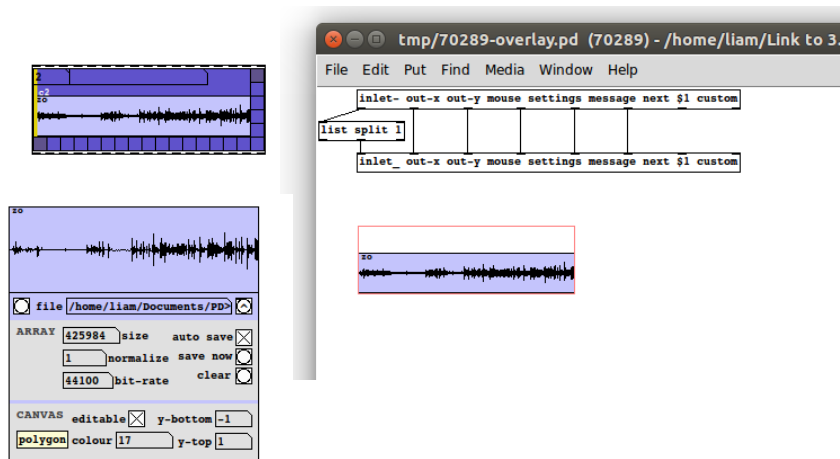 2
c2
zo
zo
file /home/liam/Documents/PD> ^
ARRAY 425984 size auto save
1 normalize save now
44100 bit-rate clear
CANVAS editable y-bottom -1
polygon colour 17 y-top 1
tmp/70289-overlay.pd (70289) - /home/liam/Link to 3.
File Edit Put Find Media Window Help
inlet- out-x out-y mouse settings message next $1 custom
list split 1
inlet_ out-x out-y mouse settings message next $1 custom
zo